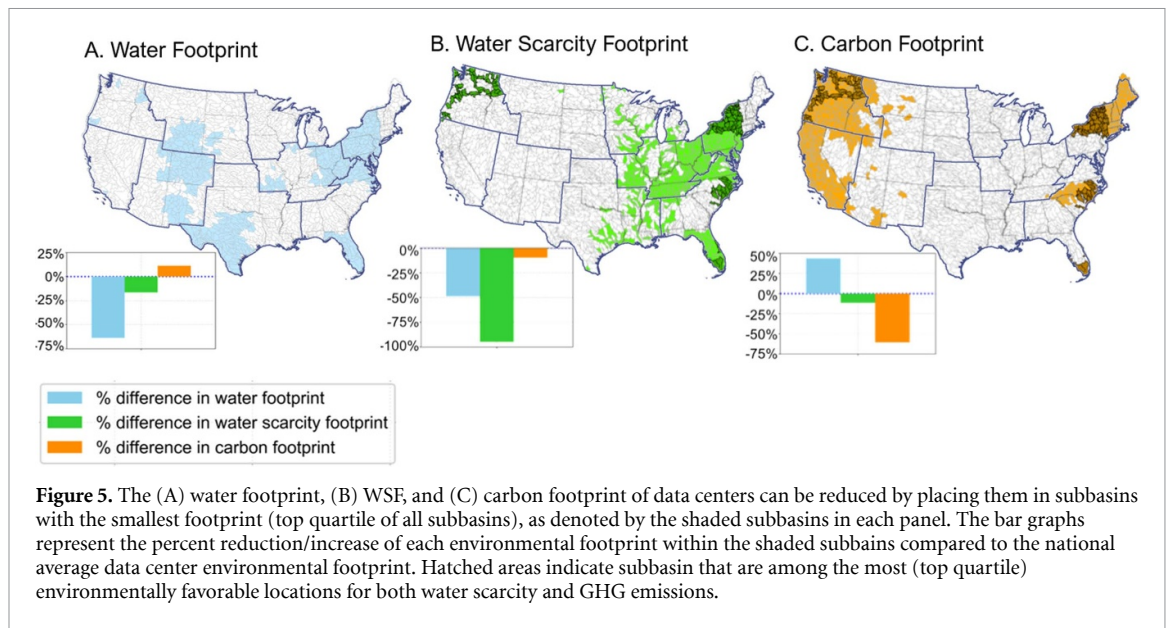 A. Water Footprint
B. Water Scarcity Footprint
C. Carbon Footprint
25%
0%
-25%
-50%
-75%
0%
-25%
-50%
-75%
-100%
50%
25%
0%
-25%
-50%
-75%
% difference in water footprint
% difference in water scarcity footprint
% difference in carbon footprint
Figure 5. The (A) water footprint, (B) WSF, and (C) carbon footprint of data centers can be reduced by placing them in subbasins
with the smallest footprint (top quartile of all subbasins), as denoted by the shaded subbasins in each panel. The bar graphs
represent the percent reduction/increase of each environmental footprint within the shaded subbains compared to the national
average data center environmental footprint. Hatched areas indicate subbasin that are among the most (top quartile)
environmentally favorable locations for both water scarcity and GHG emissions.